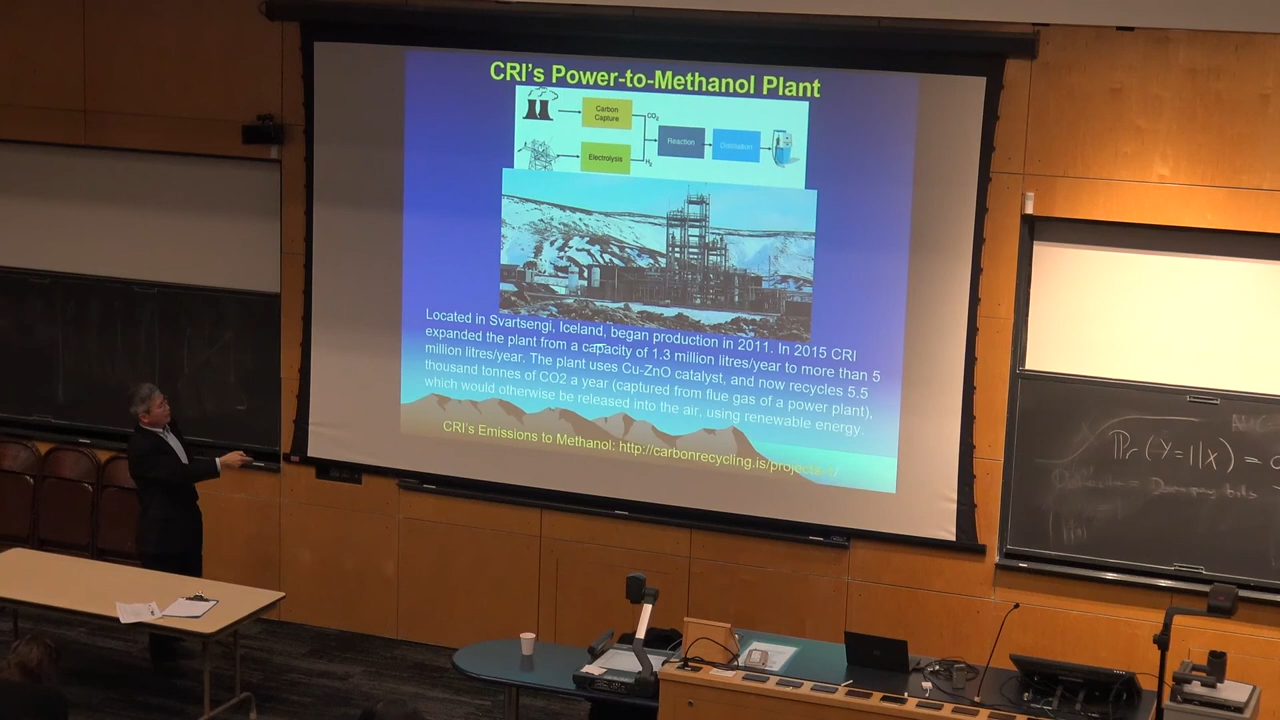 CRI's Power-to-Methanol Plant
Carbon
Capture
CO₂
Reaction
Distillation
Electrolysis
H₂
Located in Svartsengi, Iceland, began production in 2011. In 2015 CRI
expanded the plant from a capacity of 1.3 million litres/year to more than 5
million litres/year. The plant uses Cu-ZnO catalyst, and now recycles 5.5
thousand tonnes of CO2 a year (captured from flue gas of a power plant),
which would otherwise be released into the air, using renewable energy.
CRI's Emissions to Methanol: http://carbonrecycling.is/projects-1/
Pr(Y=1|x) =